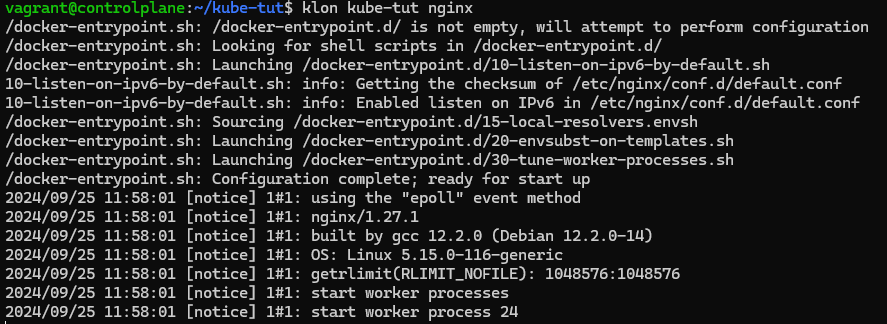 vagrant@controlplane:~/kube-tut$ klon kube-tut nginx
/docker-entrypoint.sh: /docker-entrypoint.d/ is not empty, will attempt to perform configuration
/docker-entrypoint.sh: Looking for shell scripts in /docker-entrypoint.d/
/docker-entrypoint.sh: Launching /docker-entrypoint.d/10-listen-on-ipv6-by-default.sh
10-listen-on-ipv6-by-default.sh: info: Getting the checksum of /etc/nginx/conf.d/default.conf
10-listen-on-ipv6-by-default.sh: info: Enabled listen on IPv6 in /etc/nginx/conf.d/default.conf
/docker-entrypoint.sh: Sourcing /docker-entrypoint.d/15-local-resolvers.envsh
/docker-entrypoint.sh: Launching /docker-entrypoint.d/20-envsubst-on-templates.sh
/docker-entrypoint.sh: Launching /docker-entrypoint.d/30-tune-worker-processes.sh
/docker-entrypoint.sh: Configuration complete; ready for start up
2024/09/25 11:58:01 [notice] 1#1: using the "epoll" event method
2024/09/25 11:58:01 [notice] 1#1: nginx/1.27.1
2024/09/25 11:58:01 [notice] 1#1: built by gcc 12.2.0 (Debian 12.2.0-14)
2024/09/25 11:58:01 [notice] 1#1: OS: Linux 5.15.0-116-generic
2024/09/25 11:58:01 [notice] 1#1: getrlimit(RLIMIT_NOFILE): 1048576:1048576
2024/09/25 11:58:01 [notice] 1#1: start worker processes
2024/09/25 11:58:01 [notice] 1#1: start worker process 24